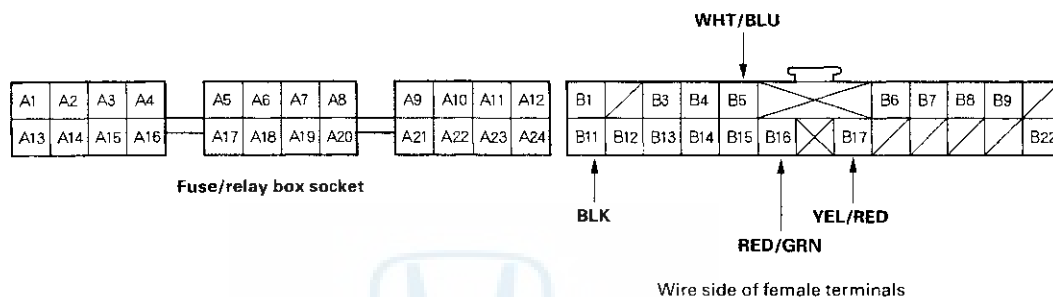 WHT/BLU
A1 A2 A3 A4 A5 A6 A7 A8 A9 A10 A11 A12 B1 B3 B4 B5 B6 B7 B8 B9
A13 A14 A15 A16 A17 A18 A19 A20 A21 A22 A23 A24 B11 B12 B13 B14 B15 B16 B17 B22
Fuse/relay box socket
BLK
YEL/RED
RED/GRN
Wire side of female terminals